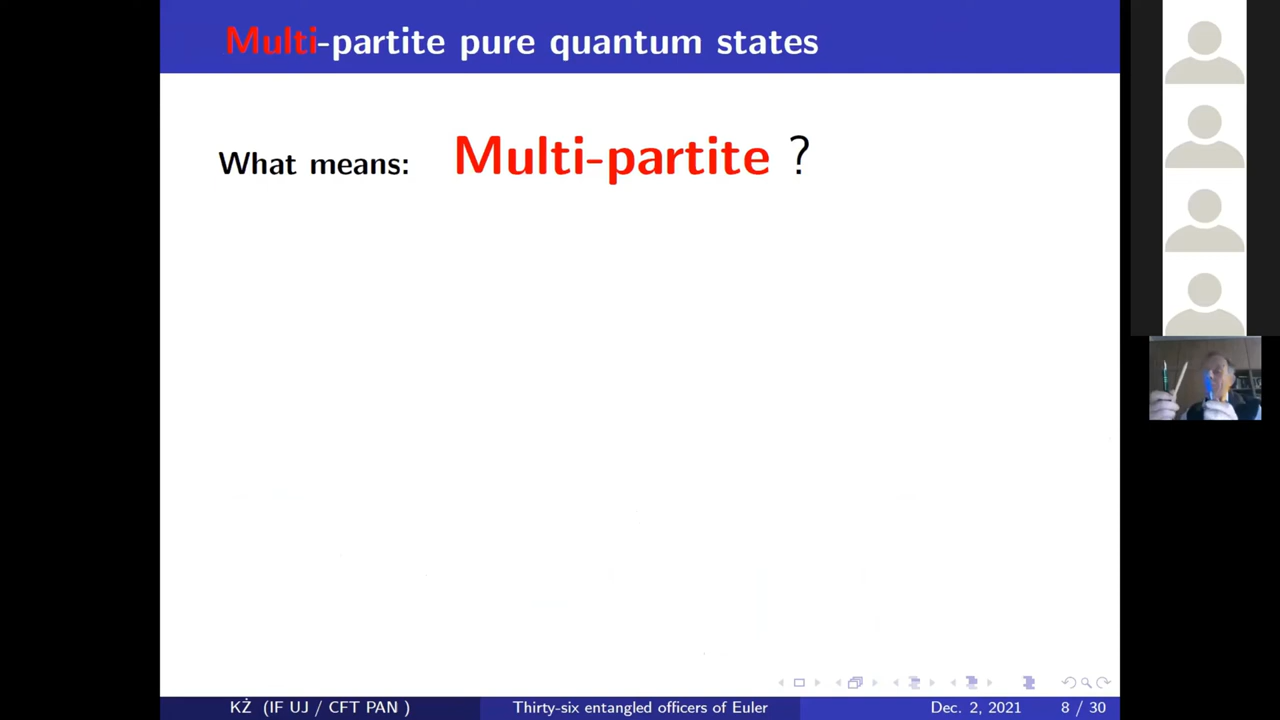 Multi-partite pure quantum states
What means: Multi-partite ?
KŻ (IF UJ / CFT PAN ) Thirty-six entangled officers of Euler Dec. 2, 2021 8 / 30